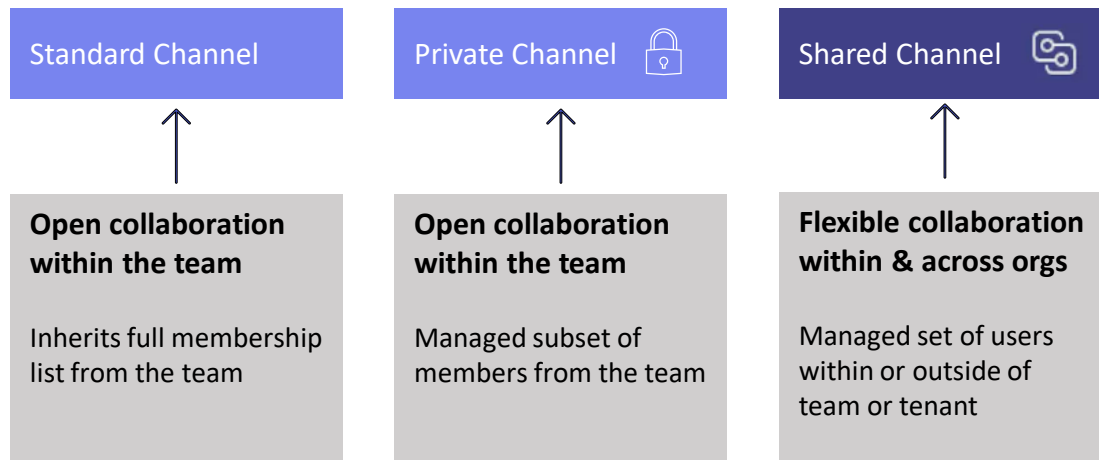 Standard Channel
Private Channel
Shared Channel
Open collaboration
within the team
Inherits full membership
list from the team
Open collaboration
within the team
Managed subset of
members from the team
Flexible collaboration
within & across orgs
Managed set of users
within or outside of
team or tenant